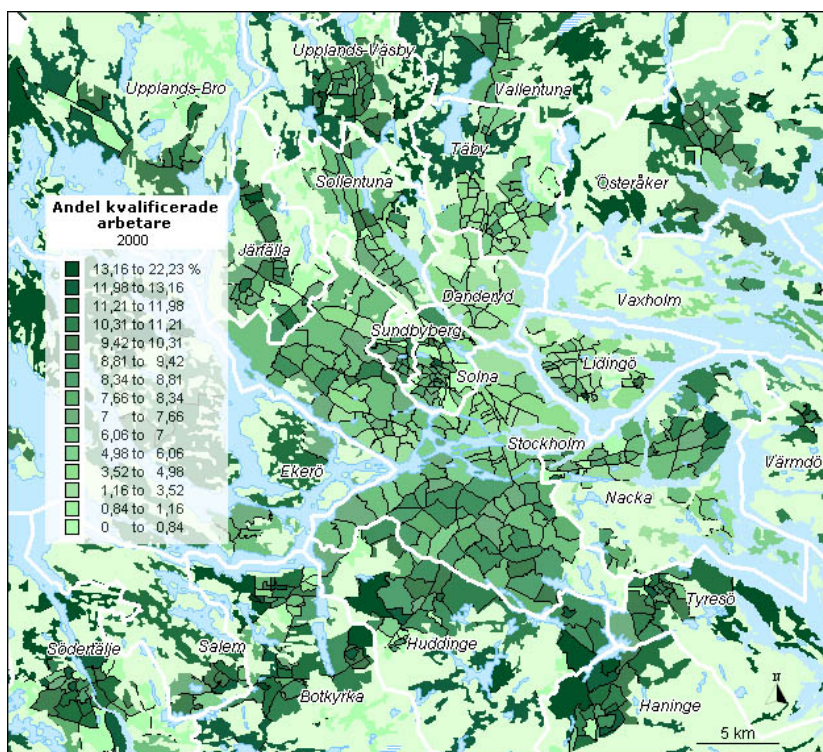 Upplands-Väsby
Upplands-Bro
Vallentuna
Täby
Sollentuna
Österåker
Andel kvalificerade
arbetare
2000
13,16 to 22,23 %
11,98 to 13,16
11,21 to 11,98
10,31 to 11,21
9,42 to 10,31
8,81 to 9,42
8,34 to 8,81
7,66 to 8,34
7 to 7,66
6,06 to 7
4,98 to 6,06
3,52 to 4,98
1,16 to 3,52
0,84 to 1,16
0 to 0,84
Järfälla
Danderyd
Vaxholm
Sundbyberg
Solna
Lidingö
Stockholm
Ekerö
Värmdö
Nacka
Tyresö
Södertälje
Salem
Huddinge
Botkyrka
Haninge
N
5 km